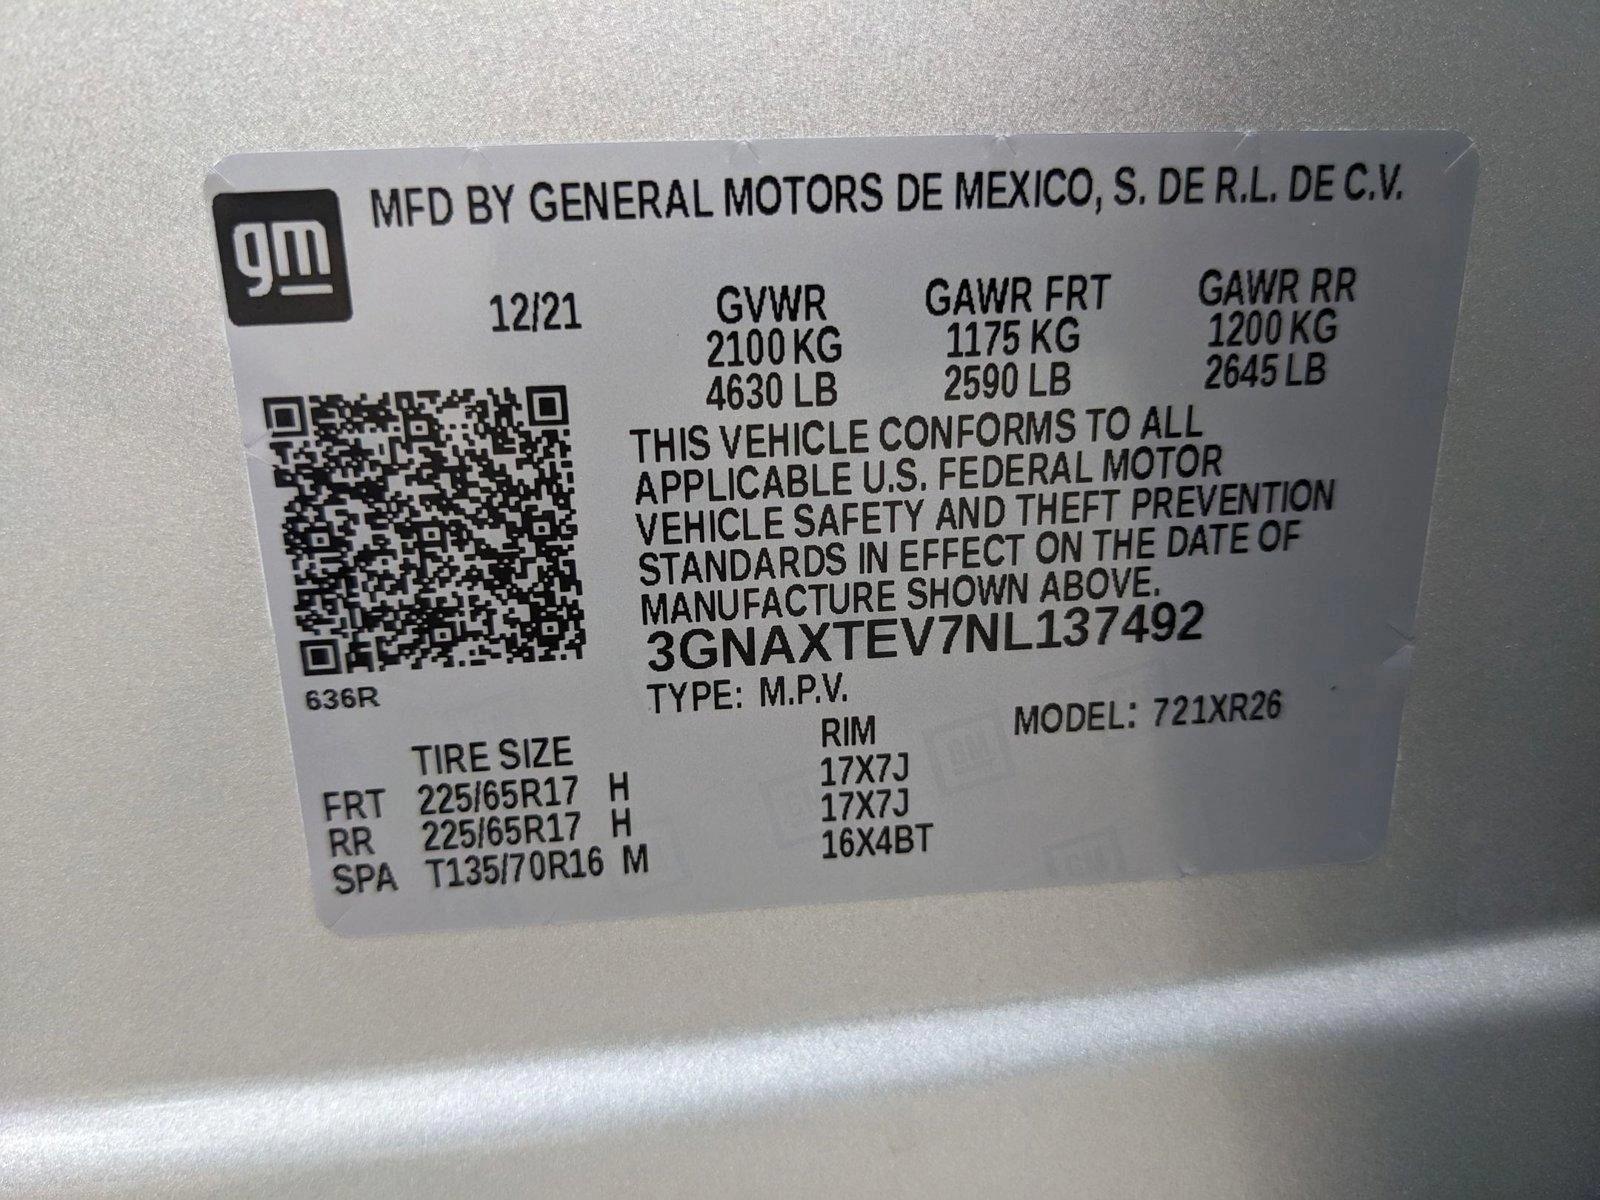 gm
MFD BY GENERAL MOTORS DE MEXICO, S. DE R.L. DE C.V.
12/21 GVWR GAWR FRT GAWR RR
2100 KG 1175 KG 1200 KG
4630 LB 2590 LB 2645 LB
THIS VEHICLE CONFORMS TO ALL
APPLICABLE U.S. FEDERAL MOTOR
VEHICLE SAFETY AND THEFT PREVENTION
STANDARDS IN EFFECT ON THE DATE OF
MANUFACTURE SHOWN ABOVE.
3GNAXTEV7NL137492
636R
TYPE: M.P.V.
MODEL: 721XR26
TIRE SIZE RIM
FRT 225/65R17 H 17X7J
RR 225/65R17 H 17X7J
SPA T135/70R16 M 16X4BT